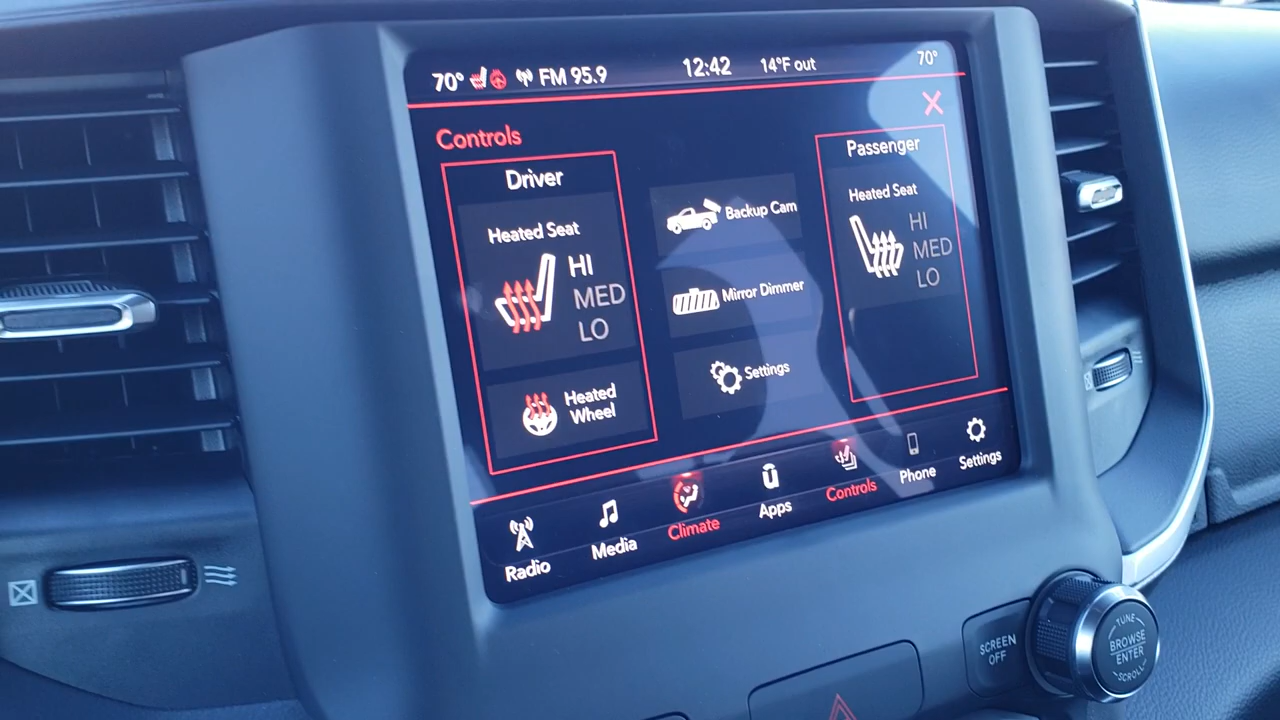 70° FM 95.9 12:42 14°F out 70°
Controls
Driver
Heated Seat
HI
MED
LO
Heated
Wheel
Backup Cam
Mirror Dimmer
Settings
Passenger
Heated Seat
HI
MED
LO
Radio
Media
Climate
Apps
Controls
Phone
Settings
SCREEN
OFF
TUNE
BROWSE
ENTER
SCROLL